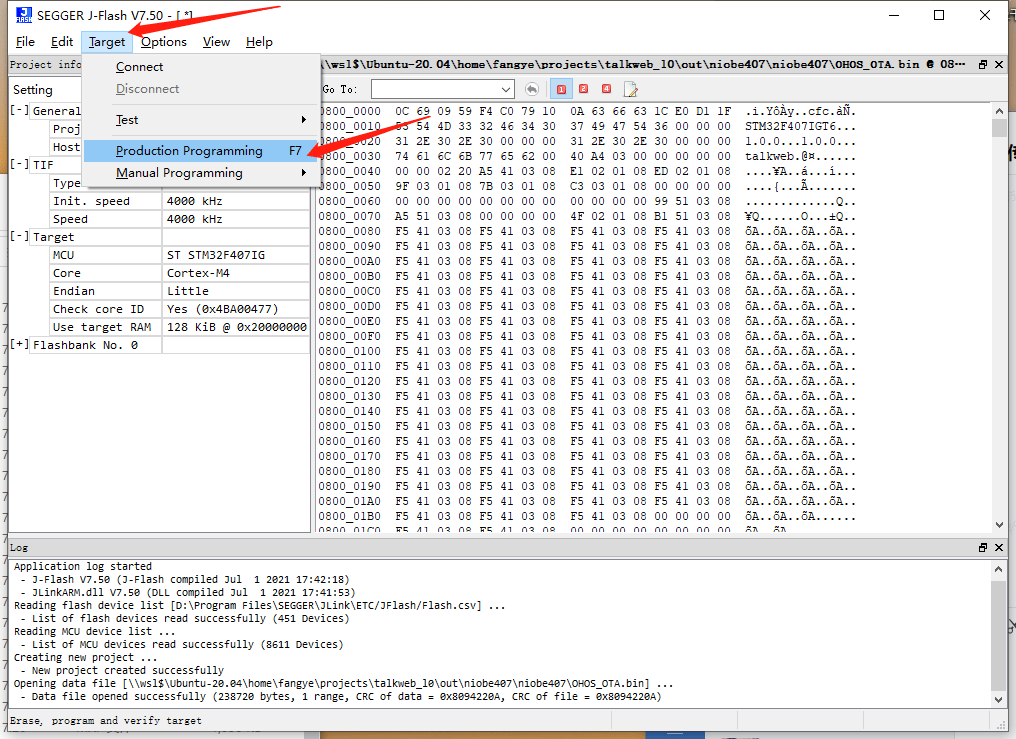 SEGGER J-Flash V7.50 - [ *]
File Edit Target Options View Help
Project info
\\wsl$\Ubuntu-20.04\home\fangye\projects\talkweb_l0\out\niobe407\niobe407\OHOS_OTA.bin @ 08…
Connect
Disconnect
Test
Production Programming F7
Manual Programming
Setting
[-] General
Proj
Host
[-] TIF
Type
Init. speed 4000 kHz
Speed 4000 kHz
[-] Target
MCU ST STM32F407IG
Core Cortex-M4
Endian Little
Check core ID Yes (0x4BA00477)
Use target RAM 128 KiB @ 0x20000000
[+] Flashbank No. 0
Go To: 1 2 4
0800_0000 0C 69 09 59 F4 C0 79 10 0A 63 66 63 1C E0 D1 1F .i.YôÀy..cfc.àÑ.
0800_0010 53 54 4D 33 32 46 34 30 37 49 47 54 36 00 00 00 STM32F407IGT6...
0800_0020 31 2E 30 2E 30 00 00 00 31 2E 30 2E 30 00 00 00 1.0.0...1.0.0...
0800_0030 74 61 6C 6B 77 65 62 00 40 A4 03 00 00 00 00 00 talkweb.@¤......
0800_0040 00 00 02 20 A5 41 03 08 E1 02 01 08 ED 02 01 08 ... ¥A..á...í...
0800_0050 9F 03 01 08 7B 03 01 08 C3 03 01 08 00 00 00 00 ....{...Ã.......
0800_0060 00 00 00 00 00 00 00 00 00 00 00 00 99 51 03 08 .............Q..
0800_0070 A5 51 03 08 00 00 00 00 4F 02 01 08 B1 51 03 08 ¥Q......O...±Q..
0800_0080 F5 41 03 08 F5 41 03 08 F5 41 03 08 F5 41 03 08 õA..õA..õA..õA..
0800_0090 F5 41 03 08 F5 41 03 08 F5 41 03 08 F5 41 03 08 õA..õA..õA..õA..
0800_00A0 F5 41 03 08 F5 41 03 08 F5 41 03 08 F5 41 03 08 õA..õA..õA..õA..
0800_00B0 F5 41 03 08 F5 41 03 08 F5 41 03 08 F5 41 03 08 õA..õA..õA..õA..
0800_00C0 F5 41 03 08 F5 41 03 08 F5 41 03 08 F5 41 03 08 õA..õA..õA..õA..
0800_00D0 F5 41 03 08 F5 41 03 08 F5 41 03 08 F5 41 03 08 õA..õA..õA..õA..
0800_00E0 F5 41 03 08 F5 41 03 08 F5 41 03 08 F5 41 03 08 õA..õA..õA..õA..
0800_00F0 F5 41 03 08 F5 41 03 08 F5 41 03 08 F5 41 03 08 õA..õA..õA..õA..
0800_0100 F5 41 03 08 F5 41 03 08 F5 41 03 08 F5 41 03 08 õA..õA..õA..õA..
0800_0110 F5 41 03 08 F5 41 03 08 F5 41 03 08 F5 41 03 08 õA..õA..õA..õA..
0800_0120 F5 41 03 08 F5 41 03 08 F5 41 03 08 F5 41 03 08 õA..õA..õA..õA..
0800_0130 F5 41 03 08 F5 41 03 08 F5 41 03 08 F5 41 03 08 õA..õA..õA..õA..
0800_0140 F5 41 03 08 F5 41 03 08 F5 41 03 08 F5 41 03 08 õA..õA..õA..õA..
0800_0150 F5 41 03 08 F5 41 03 08 F5 41 03 08 F5 41 03 08 õA..õA..õA..õA..
0800_0160 F5 41 03 08 F5 41 03 08 F5 41 03 08 F5 41 03 08 õA..õA..õA..õA..
0800_0170 F5 41 03 08 F5 41 03 08 F5 41 03 08 F5 41 03 08 õA..õA..õA..õA..
0800_0180 F5 41 03 08 F5 41 03 08 F5 41 03 08 F5 41 03 08 õA..õA..õA..õA..
0800_0190 F5 41 03 08 F5 41 03 08 F5 41 03 08 F5 41 03 08 õA..õA..õA..õA..
0800_01A0 F5 41 03 08 F5 41 03 08 F5 41 03 08 F5 41 03 08 õA..õA..õA..õA..
0800_01B0 F5 41 03 08 F5 41 03 08 F5 41 03 08 00 00 00 00 õA..õA..õA......
Log
Application log started
- J-Flash V7.50 (J-Flash compiled Jul 1 2021 17:42:18)
- JLinkARM.dll V7.50 (DLL compiled Jul 1 2021 17:41:53)
Reading flash device list [D:\Program Files\SEGGER\JLink\ETC/JFlash/Flash.csv] ...
- List of flash devices read successfully (451 Devices)
Reading MCU device list ...
- List of MCU devices read successfully (8611 Devices)
Creating new project ...
- New project created successfully
Opening data file [\\wsl$\Ubuntu-20.04\home\fangye\projects\talkweb_l0\out\niobe407\niobe407\OHOS_OTA.bin] ...
- Data file opened successfully (238720 bytes, 1 range, CRC of data = 0x8094220A, CRC of file = 0x8094220A)
Erase, program and verify target